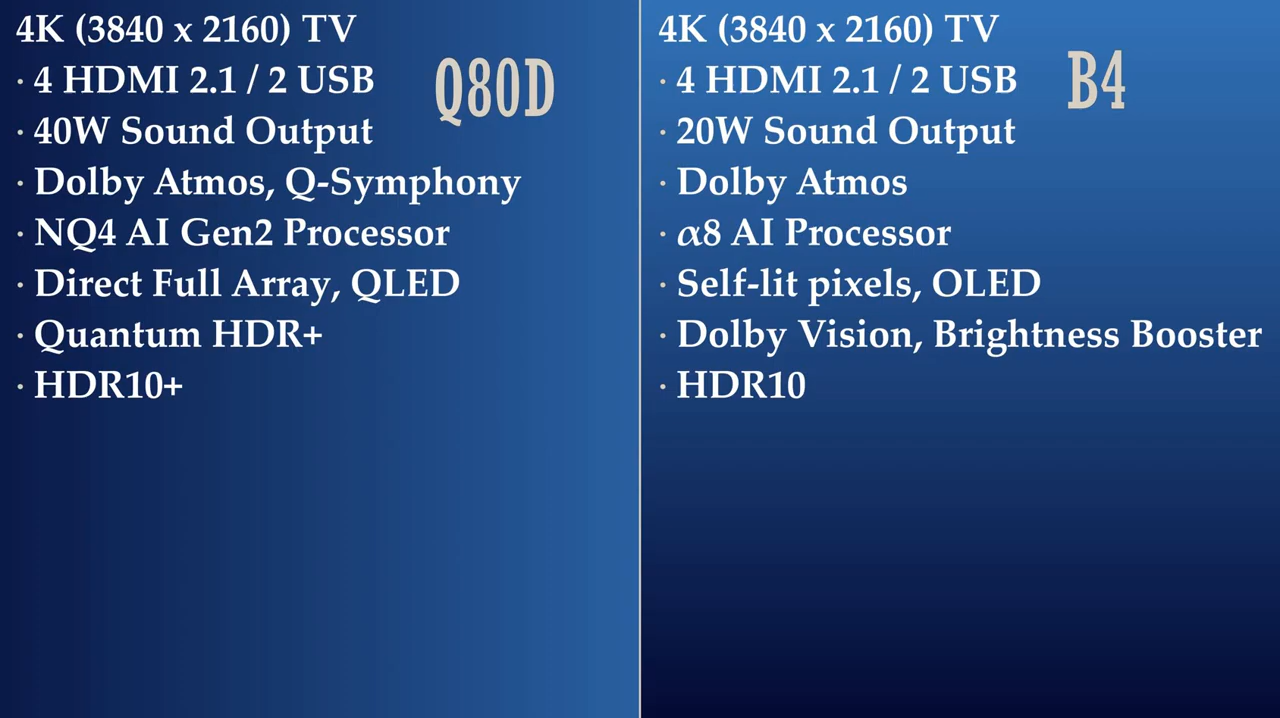 4K (3840 x 2160) TV
· 4 HDMI 2.1 / 2 USB
Q80D
· 40W Sound Output
· Dolby Atmos, Q-Symphony
· NQ4 AI Gen2 Processor
· Direct Full Array, QLED
· Quantum HDR+
· HDR10+
4K (3840 x 2160) TV
· 4 HDMI 2.1 / 2 USB
B4
· 20W Sound Output
· Dolby Atmos
· α8 AI Processor
· Self-lit pixels, OLED
· Dolby Vision, Brightness Booster
· HDR10